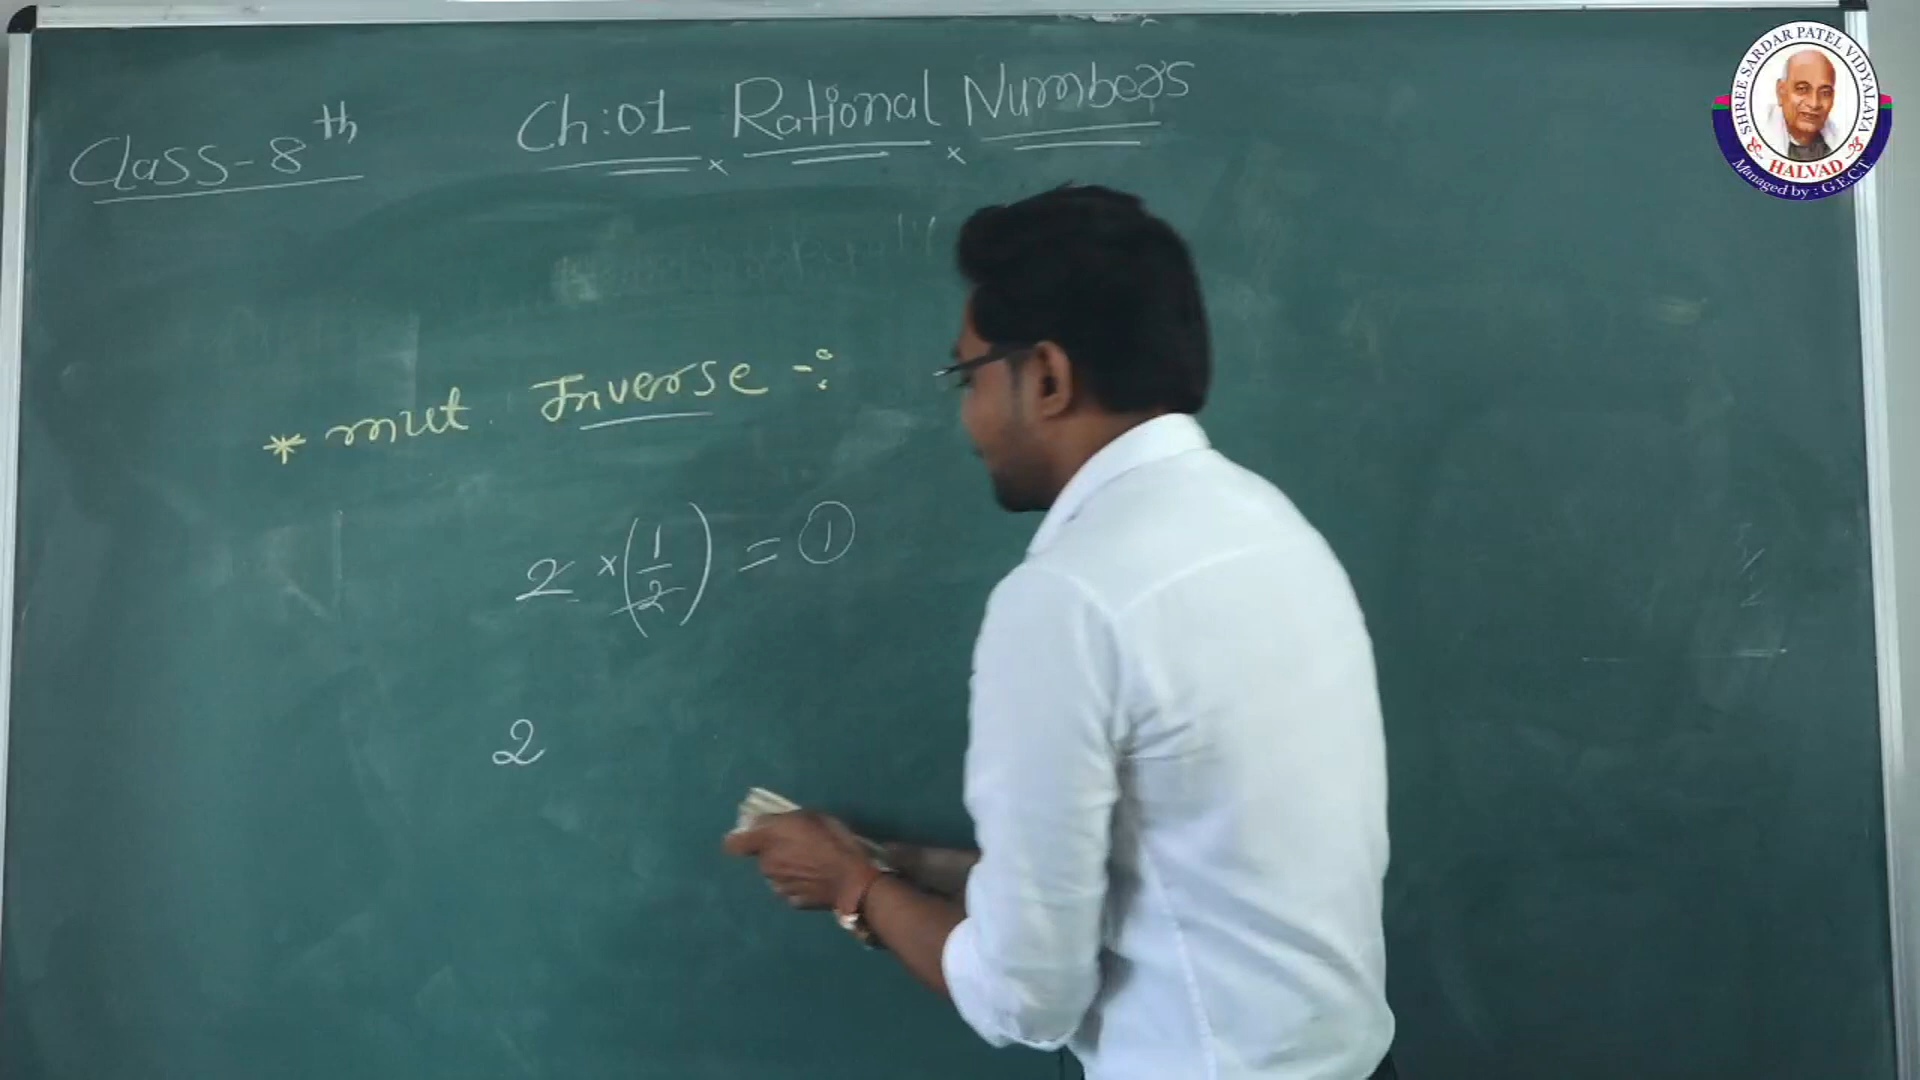 Class-8th
Ch:01 Rational Numbers
* mut. Inverse -:
2 × (1/2) = 1
2
SHREE SARDAR PATEL VIDYALAYA
HALVAD
Managed by : G.E.C.T.